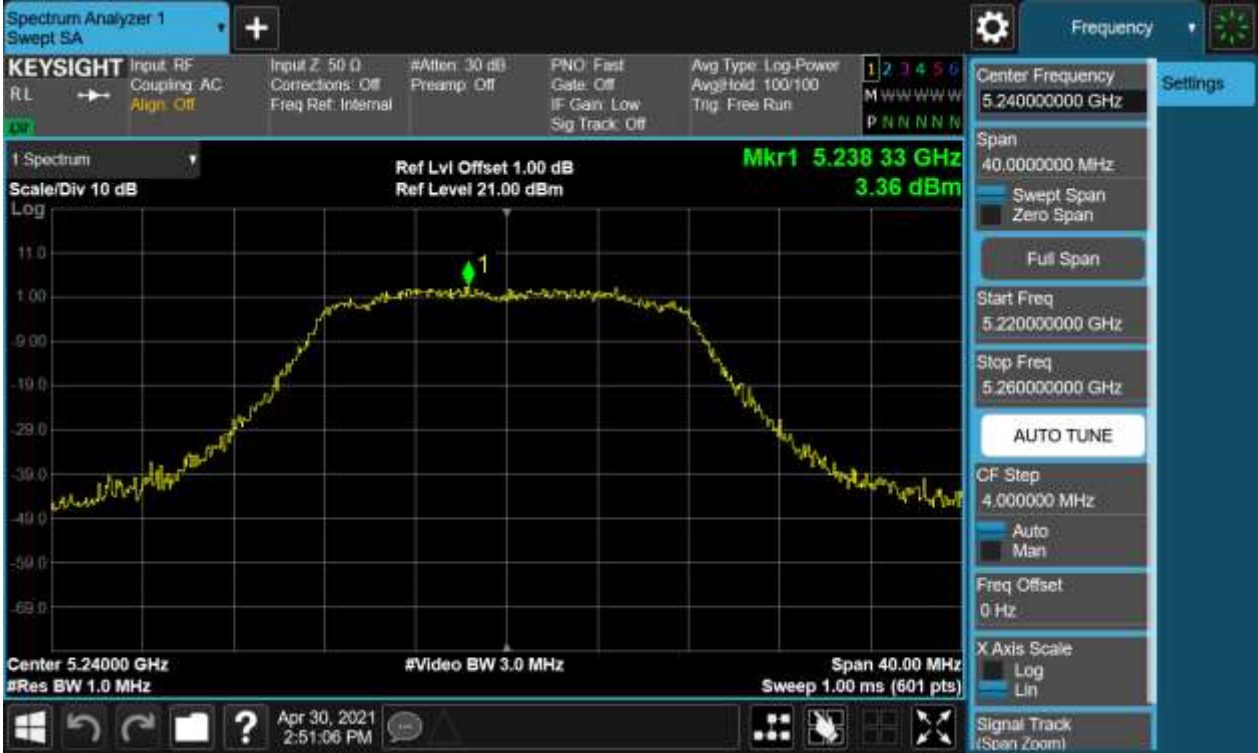 Spectrum Analyzer 1
Swept SA
Frequency
KEYSIGHT
RL
Input: RF
Coupling: AC
Align: Off
Input Z: 50 Ω
Corrections: Off
Freq Ref: Internal
#Atten: 30 dB
Preamp: Off
PNO: Fast
Gate: Off
IF Gain: Low
Sig Track: Off
Avg Type: Log-Power
Avg|Hold: 100/100
Trig: Free Run
1 2 3 4 5 6
M W W W W W
P N N N N N
1 Spectrum
Scale/Div 10 dB
Log
Ref Lvl Offset 1.00 dB
Ref Level 21.00 dBm
Mkr1 5.238 33 GHz
3.36 dBm
1
11.0
1.00
-9.00
-19.0
-29.0
-39.0
-49.0
-59.0
-69.0
Center 5.24000 GHz
#Res BW 1.0 MHz
#Video BW 3.0 MHz
Span 40.00 MHz
Sweep 1.00 ms (601 pts)
Center Frequency
5.240000000 GHz
Settings
Span
40.0000000 MHz
Swept Span
Zero Span
Full Span
Start Freq
5.220000000 GHz
Stop Freq
5.260000000 GHz
AUTO TUNE
CF Step
4.000000 MHz
Auto
Man
Freq Offset
0 Hz
X Axis Scale
Log
Lin
Signal Track
(Span Zoom)
?
Apr 30, 2021
2:51:06 PM